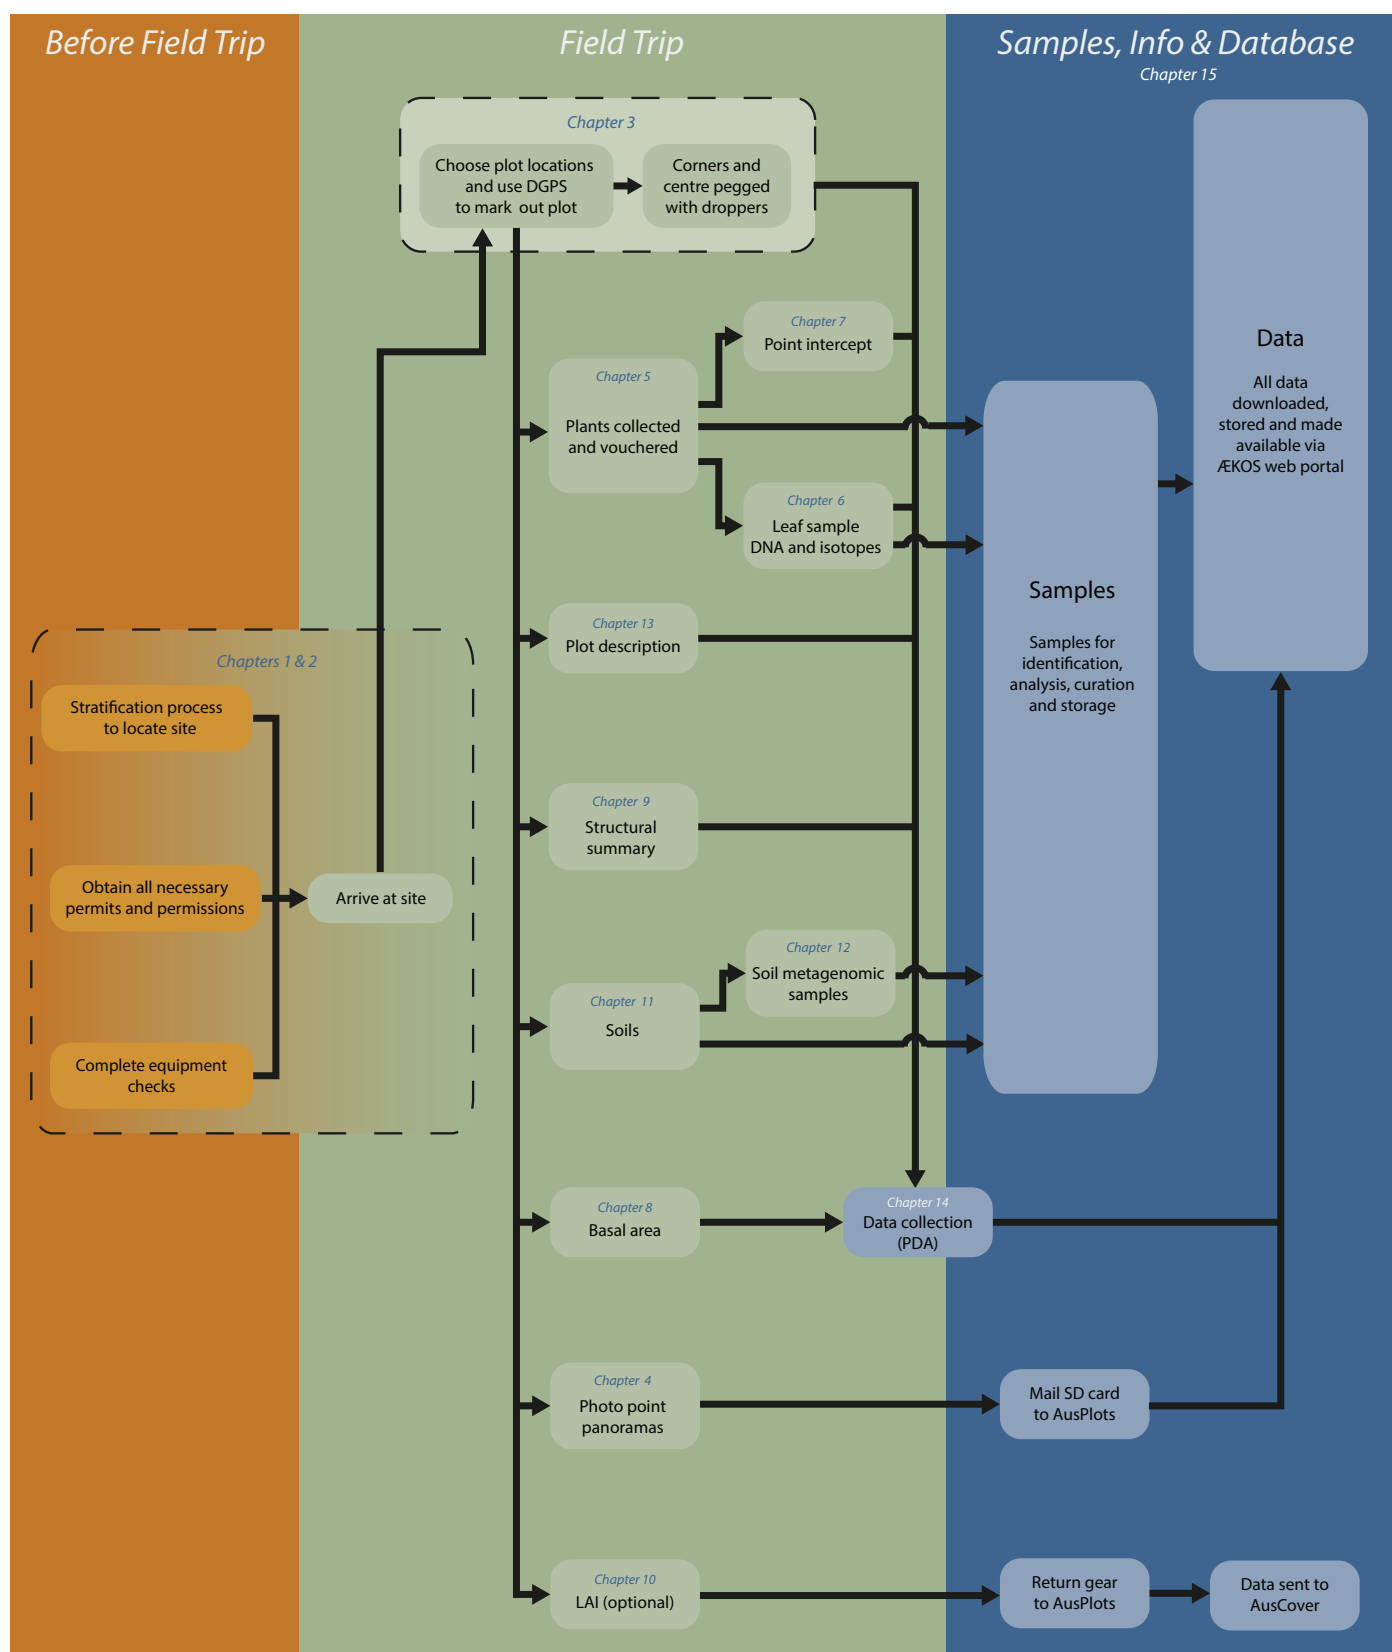 Before Field Trip
Field Trip
Samples, Info & Database
Chapter 15
Chapter 3
Choose plot locations
and use DGPS
to mark out plot
Corners and
centre pegged
with droppers
Chapter 7
Point intercept
Chapter 5
Plants collected
and vouchered
Chapter 6
Leaf sample
DNA and isotopes
Data
All data
downloaded,
stored and made
available via
ÆKOS web portal
Samples
Samples for
identification,
analysis, curation
and storage
Chapter 13
Plot description
Chapters 1 & 2
Stratification process
to locate site
Obtain all necessary
permits and permissions
Complete equipment
checks
Arrive at site
Chapter 9
Structural
summary
Chapter 12
Soil metagenomic
samples
Chapter 11
Soils
Chapter 8
Basal area
Chapter 14
Data collection
(PDA)
Chapter 4
Photo point
panoramas
Mail SD card
to AusPlots
Chapter 10
LAI (optional)
Return gear
to AusPlots
Data sent to
AusCover